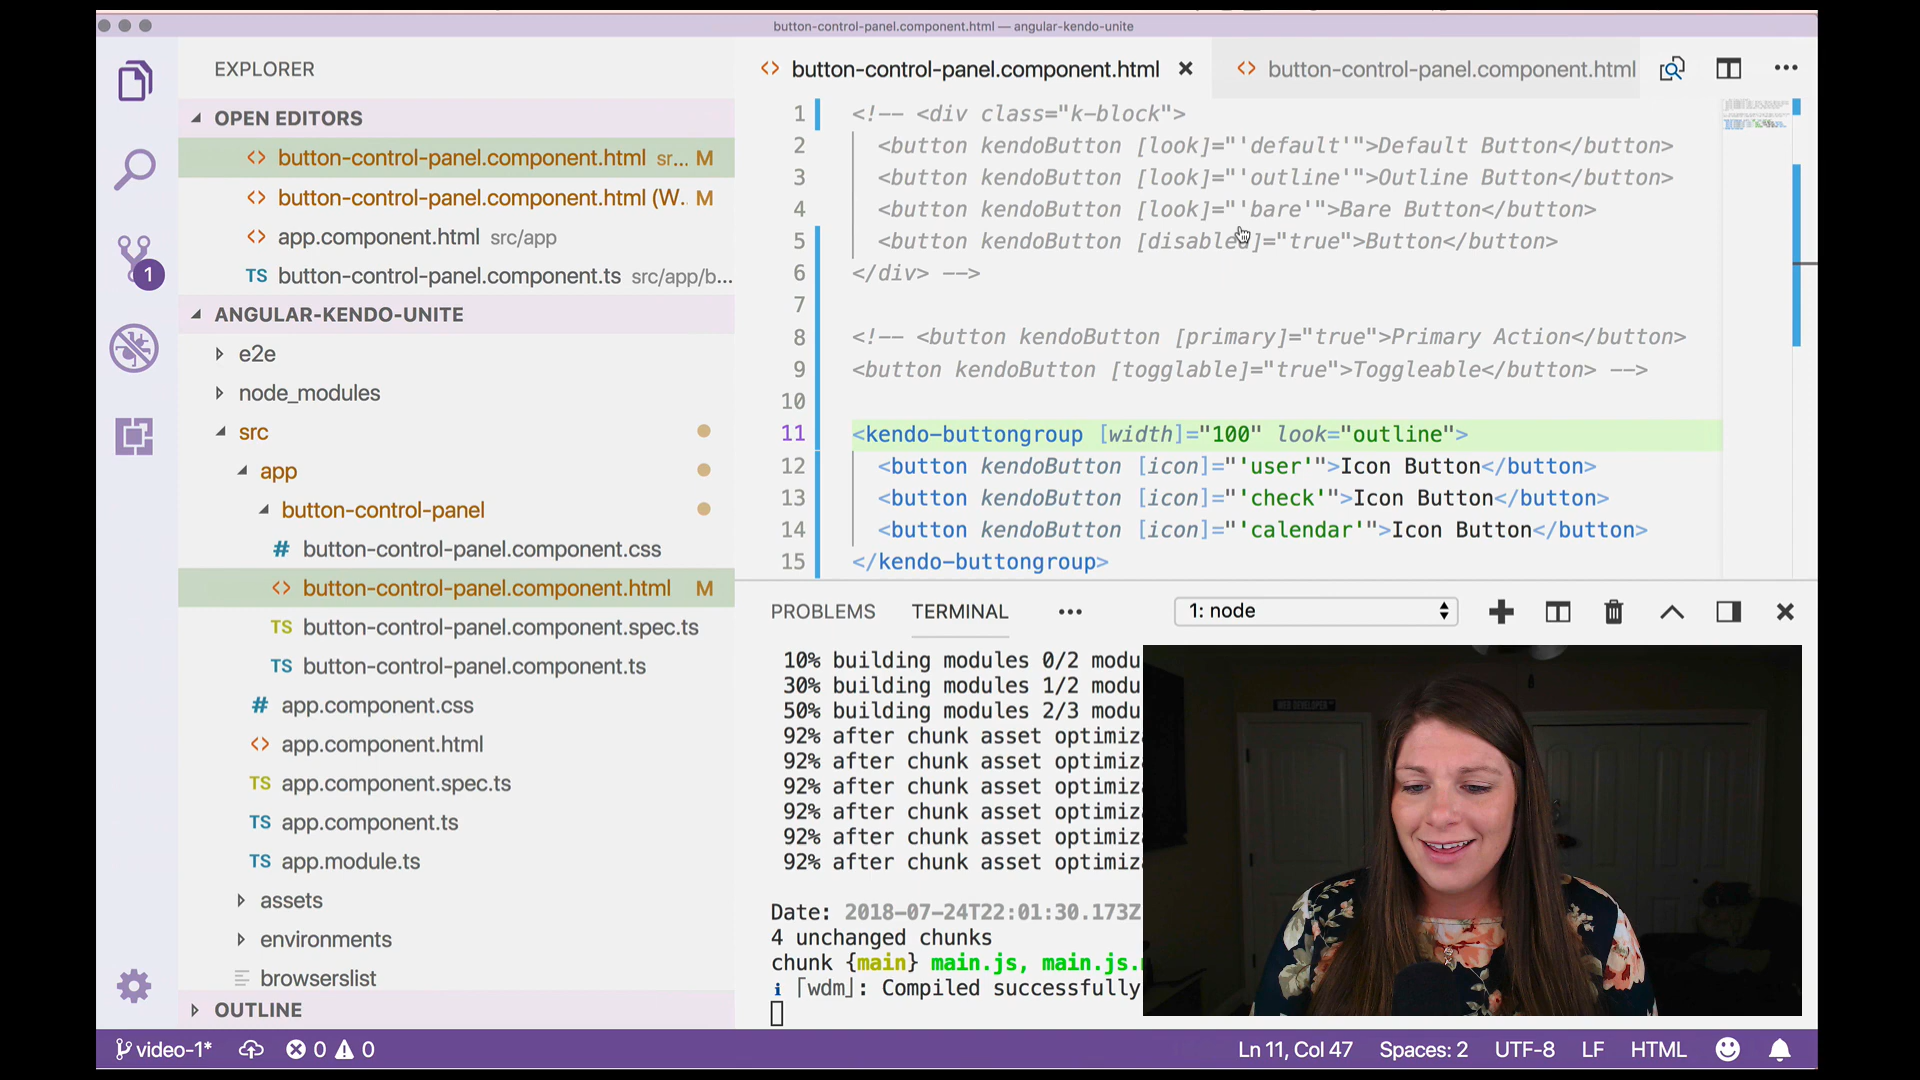 button-control-panel.component.html — angular-kendo-unite
EXPLORER
OPEN EDITORS
button-control-panel.component.html sr... M
button-control-panel.component.html (W. M
app.component.html src/app
TS button-control-panel.component.ts src/app/b...
ANGULAR-KENDO-UNITE
e2e
node_modules
src
app
button-control-panel
# button-control-panel.component.css
<> button-control-panel.component.html M
TS button-control-panel.component.spec.ts
TS button-control-panel.component.ts
# app.component.css
<> app.component.html
TS app.component.spec.ts
TS app.component.ts
TS app.module.ts
assets
environments
browserslist
OUTLINE
1
<> button-control-panel.component.html
<> button-control-panel.component.html
1 <!-- <div class="k-block">
2 <button kendoButton [look]="'default'">Default Button</button>
3 <button kendoButton [look]="'outline'">Outline Button</button>
4 <button kendoButton [look]="'bare'">Bare Button</button>
5 <button kendoButton [disabled]="true">Button</button>
6 </div> -->
7
8 <!-- <button kendoButton [primary]="true">Primary Action</button>
9 <button kendoButton [togglable]="true">Toggleable</button> -->
10
11 <kendo-buttongroup [width]="100" look="outline">
12 <button kendoButton [icon]="'user'">Icon Button</button>
13 <button kendoButton [icon]="'check'">Icon Button</button>
14 <button kendoButton [icon]="'calendar'">Icon Button</button>
15 </kendo-buttongroup>
PROBLEMS TERMINAL ••• 1: node
10% building modules 0/2 modu
30% building modules 1/2 modu
50% building modules 2/3 modu
92% after chunk asset optimiz
92% after chunk asset optimiz
92% after chunk asset optimiz
92% after chunk asset optimiz
92% after chunk asset optimiz
92% after chunk asset optimiz
Date: 2018-07-24T22:01:30.173Z
4 unchanged chunks
chunk {main} main.js, main.js.
i ｢wdm｣: Compiled successfully
WEB DEVELOPER
video-1* 0 0 Ln 11, Col 47 Spaces: 2 UTF-8 LF HTML